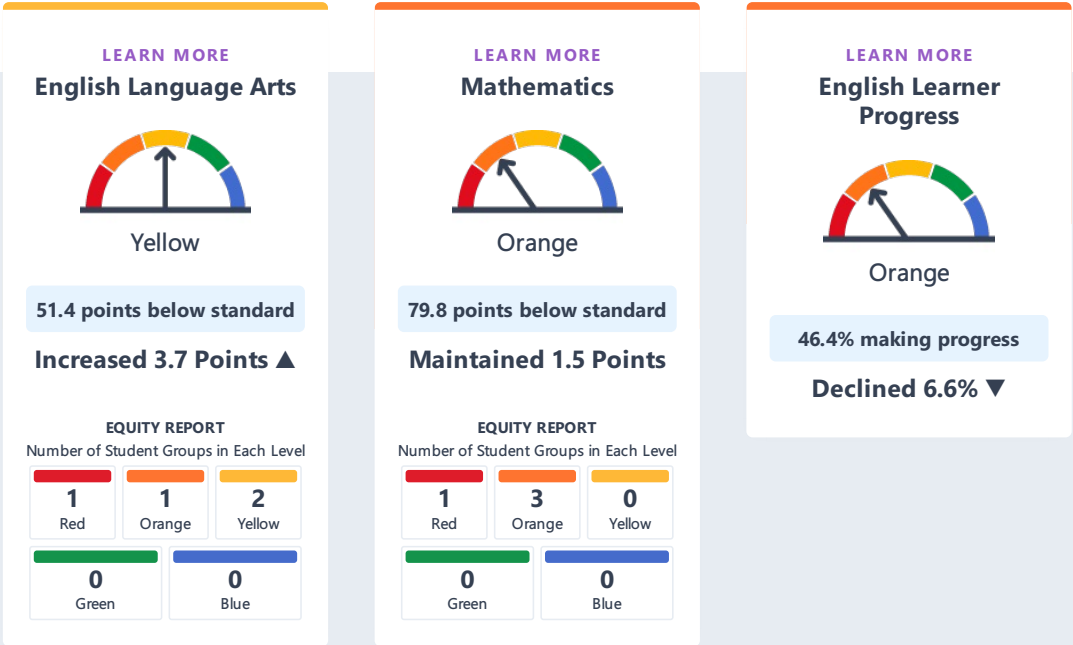 LEARN MORE
English Language Arts
Yellow
51.4 points below standard
Increased 3.7 Points ▲
EQUITY REPORT
Number of Student Groups in Each Level
1
Red
1
Orange
2
Yellow
0
Green
0
Blue
LEARN MORE
Mathematics
Orange
79.8 points below standard
Maintained 1.5 Points
EQUITY REPORT
Number of Student Groups in Each Level
1
Red
3
Orange
0
Yellow
0
Green
0
Blue
LEARN MORE
English Learner
Progress
Orange
46.4% making progress
Declined 6.6% ▼